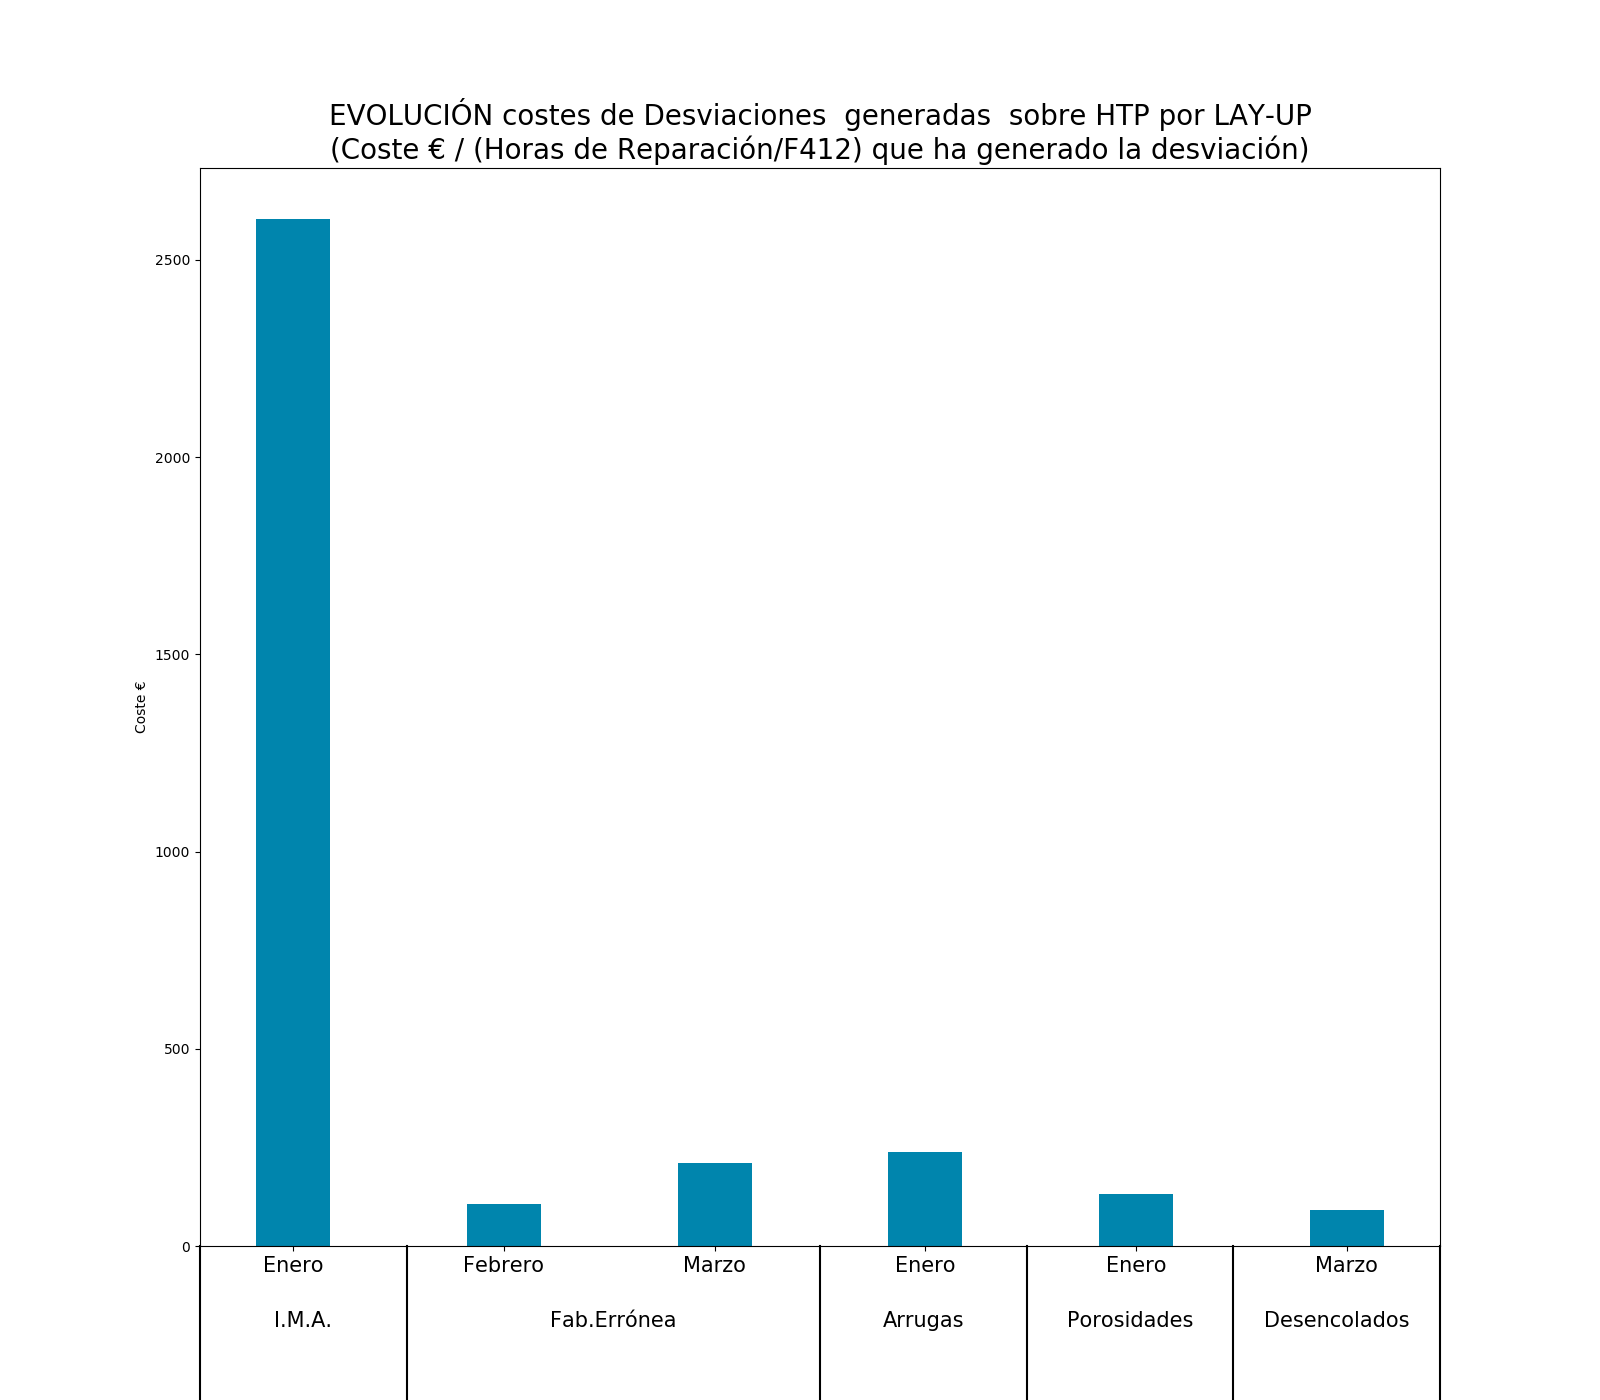 EVOLUCIÓN costes de Desviaciones  generadas  sobre HTP por LAY-UP
(Coste € / (Horas de Reparación/F412) que ha generado la desviación)
2500
2000
1500
1000
500
0
Coste €
Enero Febrero Marzo Enero Enero Marzo
I.M.A. Fab.Errónea Arrugas Porosidades Desencolados